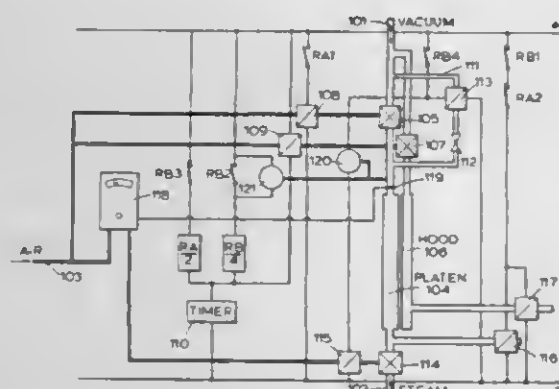 101 VACUUM
RA1
RB4
111
RB1
108
113
RA2
105
109
107
120
112
RB3
RB2
121
119
118
AIR
103
RA
2
RB
4
HOOD
106
PLATEN
104
117
TIMER
110
115
114
116
STEAM